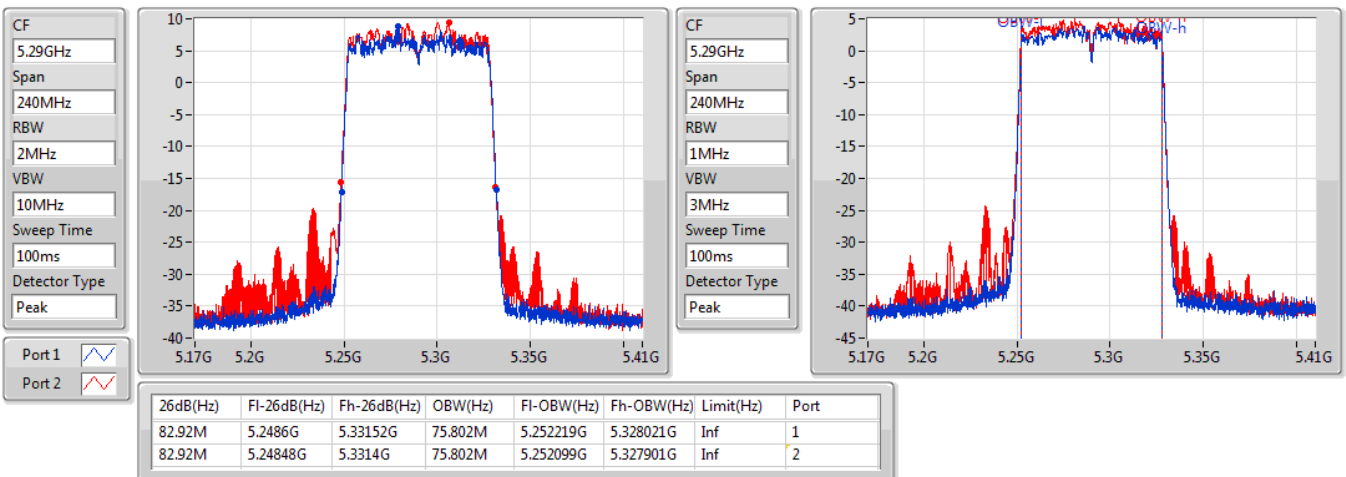 CF
5.29GHz
Span
240MHz
RBW
2MHz
VBW
10MHz
Sweep Time
100ms
Detector Type
Peak
Port 1
Port 2
10
5
0
-5
-10
-15
-20
-25
-30
-35
-40
5.17G 5.2G 5.25G 5.3G 5.35G 5.41G
CF
5.29GHz
Span
240MHz
RBW
1MHz
VBW
3MHz
Sweep Time
100ms
Detector Type
Peak
5
0
-5
-10
-15
-20
-25
-30
-35
-40
-45
OBW-h
5.17G 5.2G 5.25G 5.3G 5.35G 5.41G
26dB(Hz) Fl-26dB(Hz) Fh-26dB(Hz) OBW(Hz) Fl-OBW(Hz) Fh-OBW(Hz) Limit(Hz) Port
82.92M 5.2486G 5.33152G 75.802M 5.252219G 5.328021G Inf 1
82.92M 5.24848G 5.3314G 75.802M 5.252099G 5.327901G Inf 2